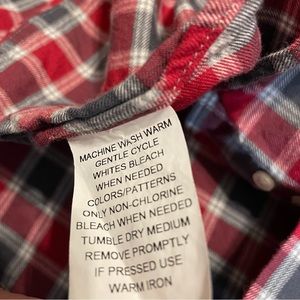 MACHINE WASH WARM
GENTLE CYCLE
WHITES BLEACH
WHEN NEEDED
COLORS/PATTERNS
ONLY NON-CHLORINE
BLEACH WHEN NEEDED
TUMBLE DRY MEDIUM
REMOVE PROMPTLY
IF PRESSED USE
WARM IRON